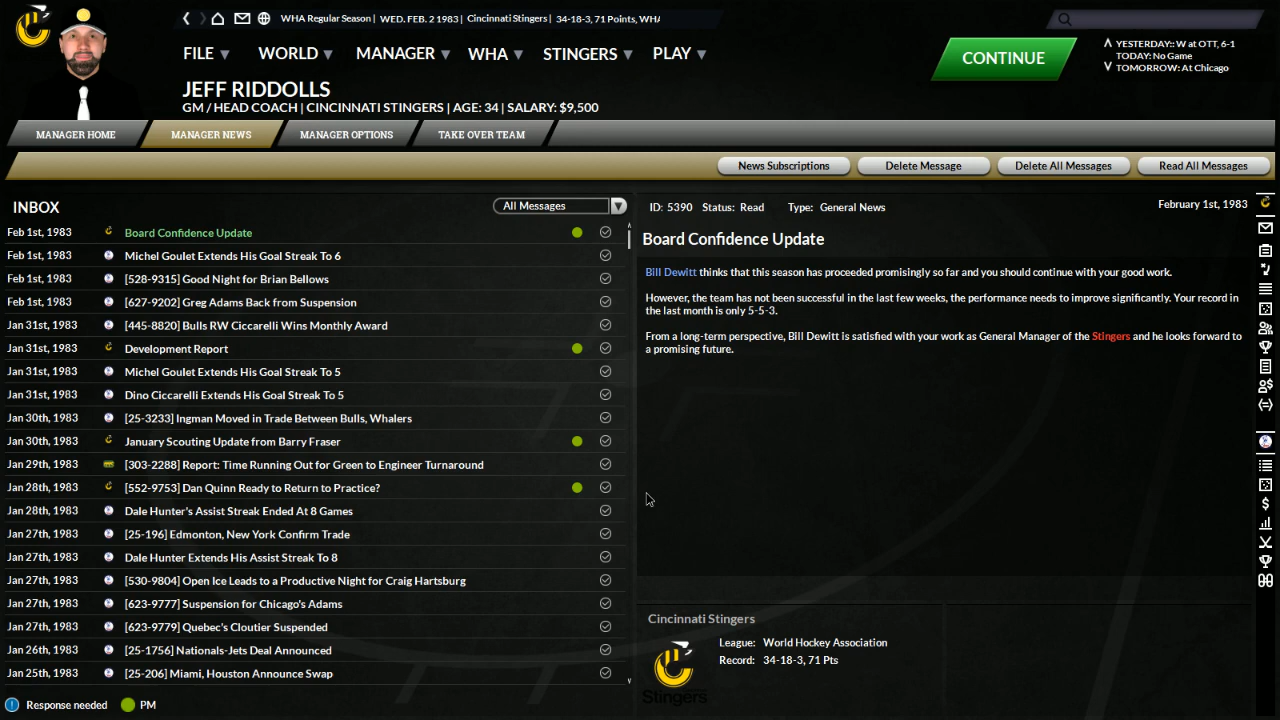 WHA Regular Season | WED. FEB. 2 1983 | Cincinnati Stingers | 34-18-3, 71 Points, WHA
FILE WORLD MANAGER WHA STINGERS PLAY
CONTINUE
YESTERDAY:: W at OTT, 6-1
TODAY: No Game
TOMORROW: At Chicago
JEFF RIDDOLLS
GM / HEAD COACH | CINCINNATI STINGERS | AGE: 34 | SALARY: $9,500
MANAGER HOME MANAGER NEWS MANAGER OPTIONS TAKE OVER TEAM
News Subscriptions Delete Message Delete All Messages Read All Messages
INBOX All Messages
Feb 1st, 1983 Board Confidence Update
Feb 1st, 1983 Michel Goulet Extends His Goal Streak To 6
Feb 1st, 1983 [528-9315] Good Night for Brian Bellows
Feb 1st, 1983 [627-9202] Greg Adams Back from Suspension
Jan 31st, 1983 [445-8820] Bulls RW Ciccarelli Wins Monthly Award
Jan 31st, 1983 Development Report
Jan 31st, 1983 Michel Goulet Extends His Goal Streak To 5
Jan 31st, 1983 Dino Ciccarelli Extends His Goal Streak To 5
Jan 30th, 1983 [25-3233] Ingman Moved in Trade Between Bulls, Whalers
Jan 30th, 1983 January Scouting Update from Barry Fraser
Jan 29th, 1983 [303-2288] Report: Time Running Out for Green to Engineer Turnaround
Jan 28th, 1983 [552-9753] Dan Quinn Ready to Return to Practice?
Jan 28th, 1983 Dale Hunter's Assist Streak Ended At 8 Games
Jan 27th, 1983 [25-196] Edmonton, New York Confirm Trade
Jan 27th, 1983 Dale Hunter Extends His Assist Streak To 8
Jan 27th, 1983 [530-9804] Open Ice Leads to a Productive Night for Craig Hartsburg
Jan 27th, 1983 [623-9777] Suspension for Chicago's Adams
Jan 27th, 1983 [623-9779] Quebec's Cloutier Suspended
Jan 26th, 1983 [25-1756] Nationals-Jets Deal Announced
Jan 25th, 1983 [25-206] Miami, Houston Announce Swap
Response needed PM
ID: 5390 Status: Read Type: General News February 1st, 1983
Board Confidence Update
Bill Dewitt thinks that this season has proceeded promisingly so far and you should continue with your good work.
However, the team has not been successful in the last few weeks, the performance needs to improve significantly. Your record in
the last month is only 5-5-3.
From a long-term perspective, Bill Dewitt is satisfied with your work as General Manager of the Stingers and he looks forward to
a promising future.
Cincinnati Stingers
League: World Hockey Association
Record: 34-18-3, 71 Pts
Stingers